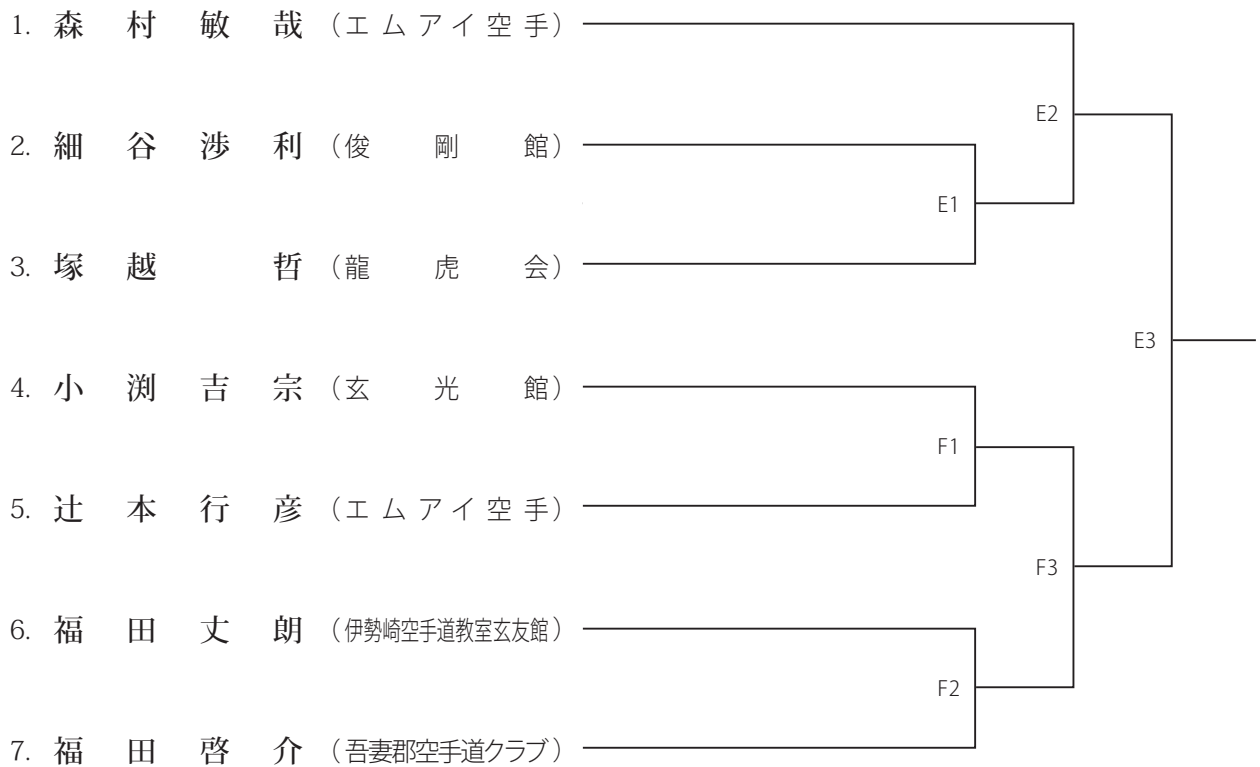 1. 森村敏哉（エムアイ空手）
E2
2. 細谷渉利（俊剛館）
E1
3. 塚越哲（龍虎会）
E3
4. 小渕吉宗（玄光館）
F1
5. 辻本行彦（エムアイ空手）
F3
6. 福田丈朗（伊勢崎空手道教室玄友館）
F2
7. 福田啓介（吾妻郡空手道クラブ）